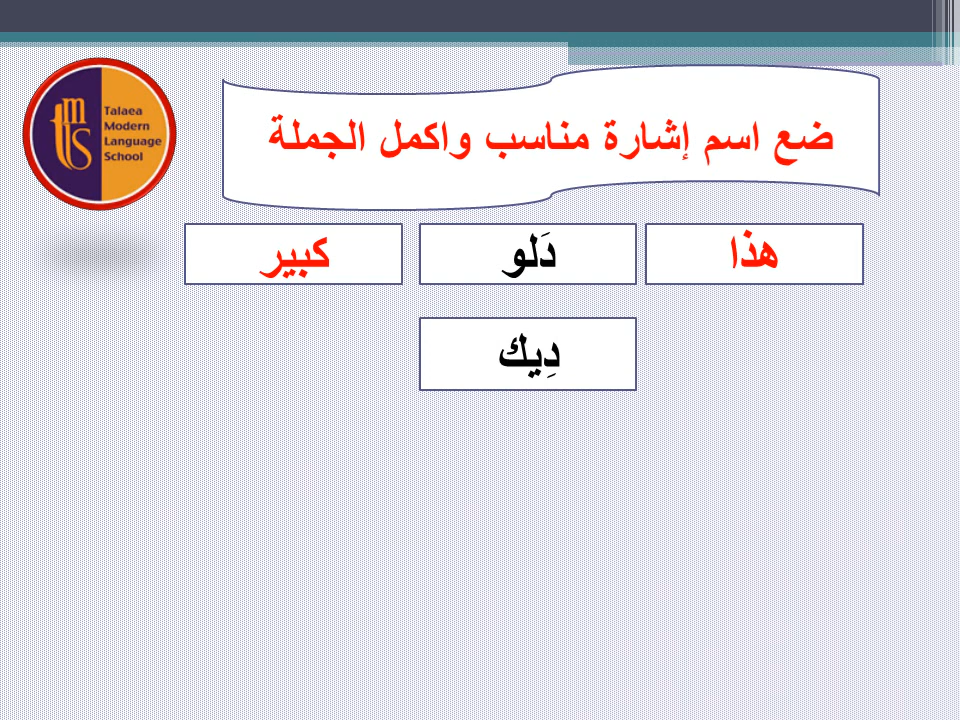 Talaea
Modern
Language
School
ضع اسم إشارة مناسب واكمل الجملة
هذا دَلو كبير
دِيك